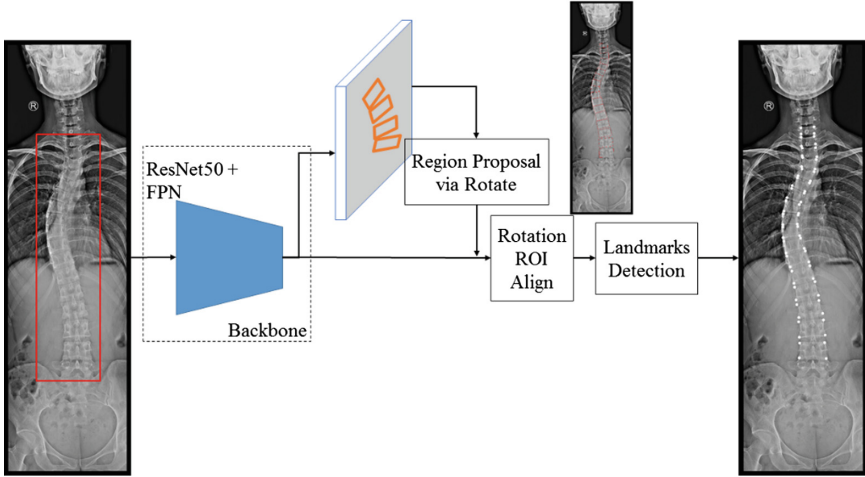 ®
ResNet50 +
FPN
Backbone
Region Proposal
via Rotate
®
Rotation
ROI
Align
Landmarks
Detection
®